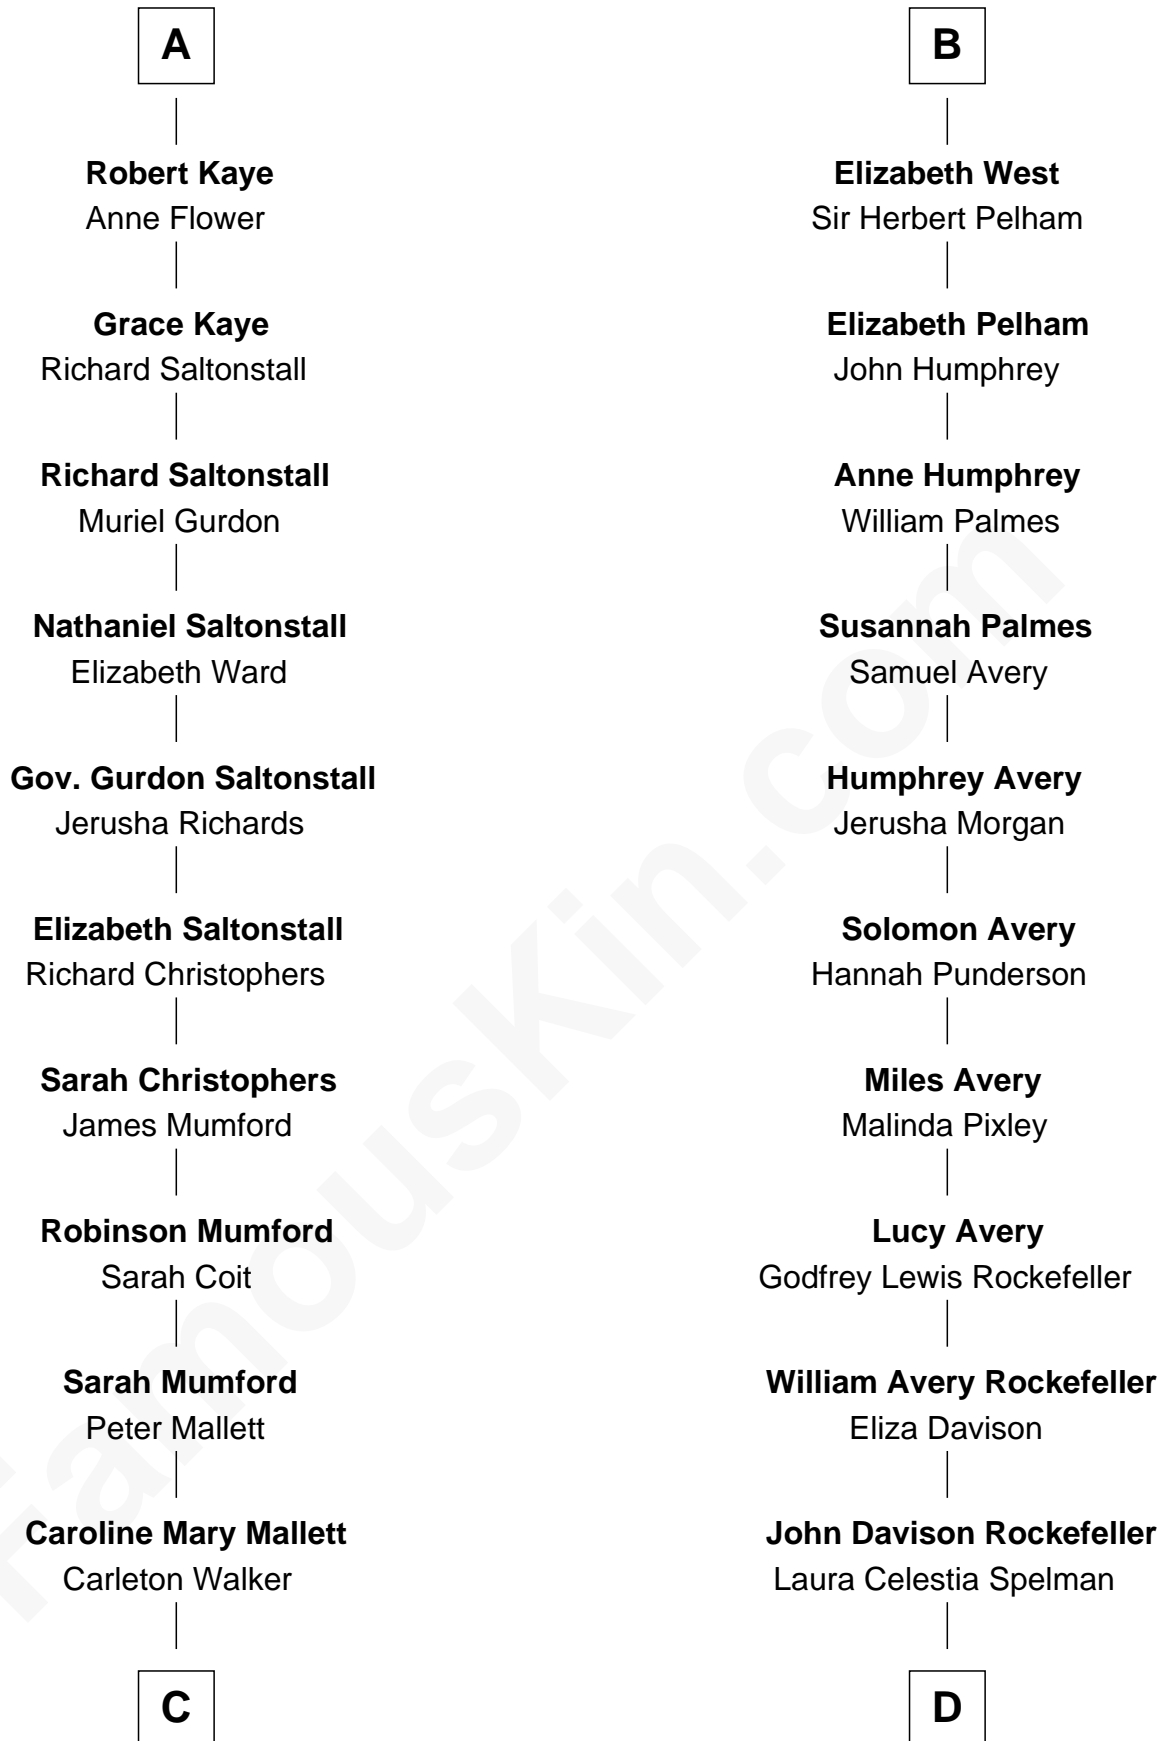 A
Robert Kaye
Anne Flower
Grace Kaye
Richard Saltonstall
Richard Saltonstall
Muriel Gurdon
Nathaniel Saltonstall
Elizabeth Ward
Gov. Gurdon Saltonstall
Jerusha Richards
Elizabeth Saltonstall
Richard Christophers
Sarah Christophers
James Mumford
Robinson Mumford
Sarah Coit
Sarah Mumford
Peter Mallett
Caroline Mary Mallett
Carleton Walker
C
B
Elizabeth West
Sir Herbert Pelham
Elizabeth Pelham
John Humphrey
Anne Humphrey
William Palmes
Susannah Palmes
Samuel Avery
Humphrey Avery
Jerusha Morgan
Solomon Avery
Hannah Punderson
Miles Avery
Malinda Pixley
Lucy Avery
Godfrey Lewis Rockefeller
William Avery Rockefeller
Eliza Davison
John Davison Rockefeller
Laura Celestia Spelman
D
FamousKin.com